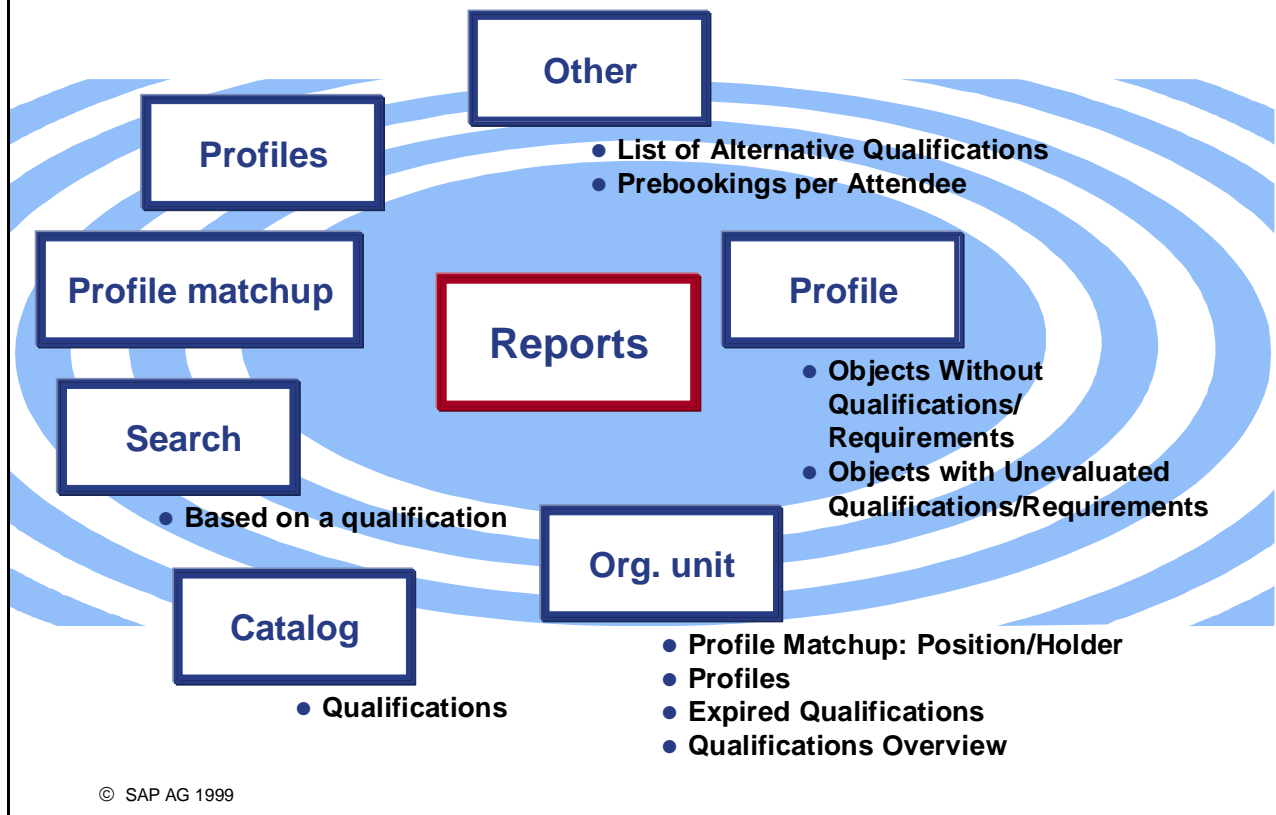 Other
Profiles
● List of Alternative Qualifications
● Prebookings per Attendee
Profile matchup
Profile
Reports
● Objects Without
Qualifications/
Requirements
● Objects with Unevaluated
Qualifications/Requirements
Search
● Based on a qualification
Org. unit
Catalog
● Profile Matchup: Position/Holder
● Profiles
● Expired Qualifications
● Qualifications Overview
● Qualifications
© SAP AG 1999